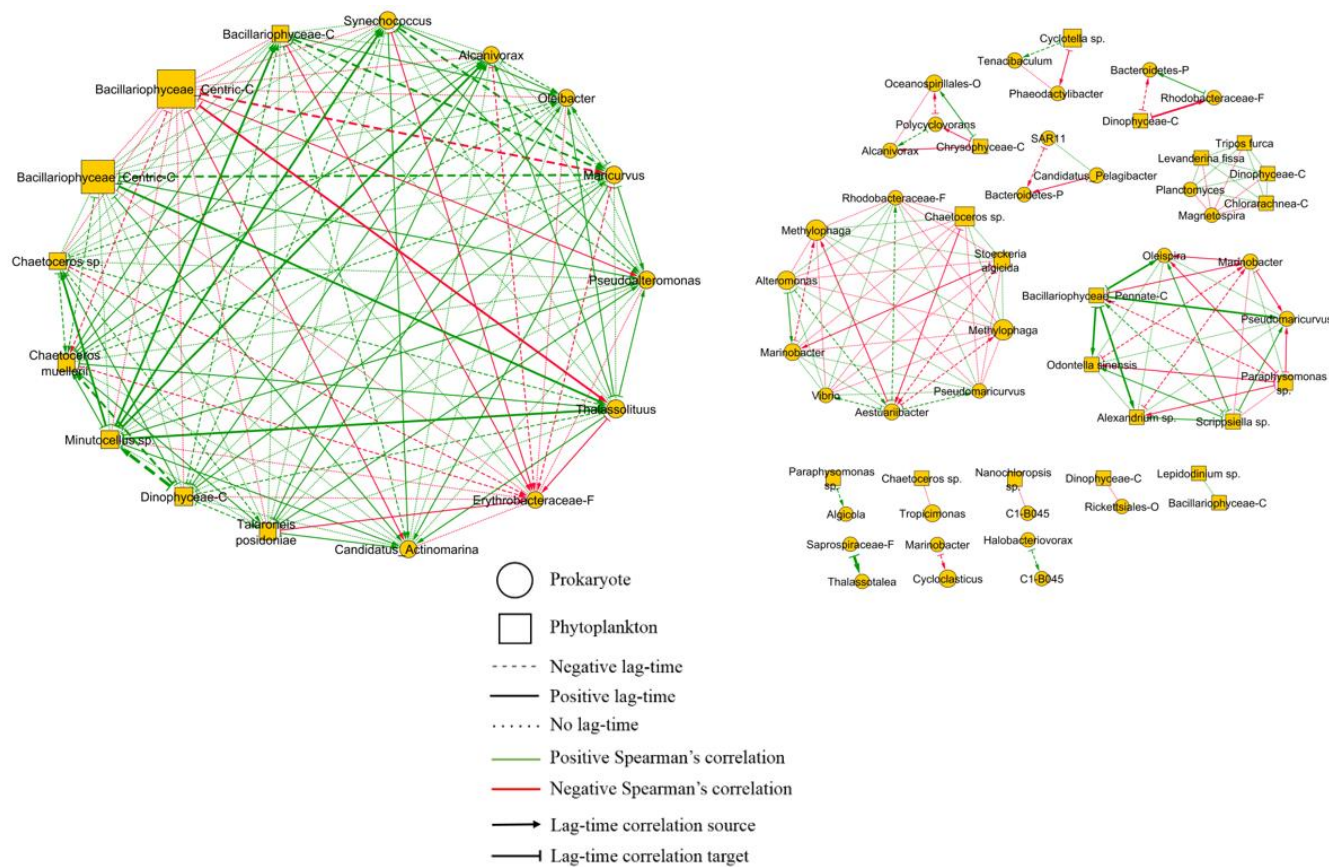 Synechococcus
Bacillariophyceae-C
Alcanivorax
Bacillariophyceae_Centric-C
Oleibacter
Maricurvus
Bacillariophyceae_Centric-C
Chaetoceros sp.
Pseudoalteromonas
Chaetoceros
muelleri
Thalassolituus
Minutocellus sp.
Dinophyceae-C
Erythrobacteraceae-F
Talaroneis
posidoniae
Candidatus_Actinomarina
Cyclotella sp.
Tenacibaculum
Phaeodactylibacter
Bacteroidetes-P
Rhodobacteraceae-F
Dinophyceae-C
Oceanospirillales-O
Polycyclovorans
Alcanivorax
Chrysophyceae-C
SAR11
Candidatus_Pelagibacter
Bacteroidetes-P
Tripos furca
Levanderina fissa
Dinophyceae-C
Planctomyces
Chlorarachnea-C
Magnetospira
Rhodobacteraceae-F
Chaetoceros sp.
Methylophaga
Stoeckeria
algicida
Alteromonas
Methylophaga
Marinobacter
Vibrio
Pseudomaricurvus
Aestuariibacter
Oleispira
Marinobacter
Bacillariophyceae_Pennate-C
Pseudomaricurvus
Odontella sinensis
Paraphysomonas
sp.
Alexandrium sp.
Scrippsiella sp.
Paraphysomonas
sp.
Algicola
Chaetoceros sp.
Tropicimonas
Nanochloropsis
sp.
C1-B045
Dinophyceae-C
Rickettsiales-O
Lepidodinium sp.
Bacillariophyceae-C
Saprospiraceae-F
Thalassotalea
Marinobacter
Cycloclasticus
Halobacteriovorax
C1-B045
Prokaryote
Phytoplankton
Negative lag-time
Positive lag-time
No lag-time
Positive Spearman's correlation
Negative Spearman's correlation
Lag-time correlation source
Lag-time correlation target